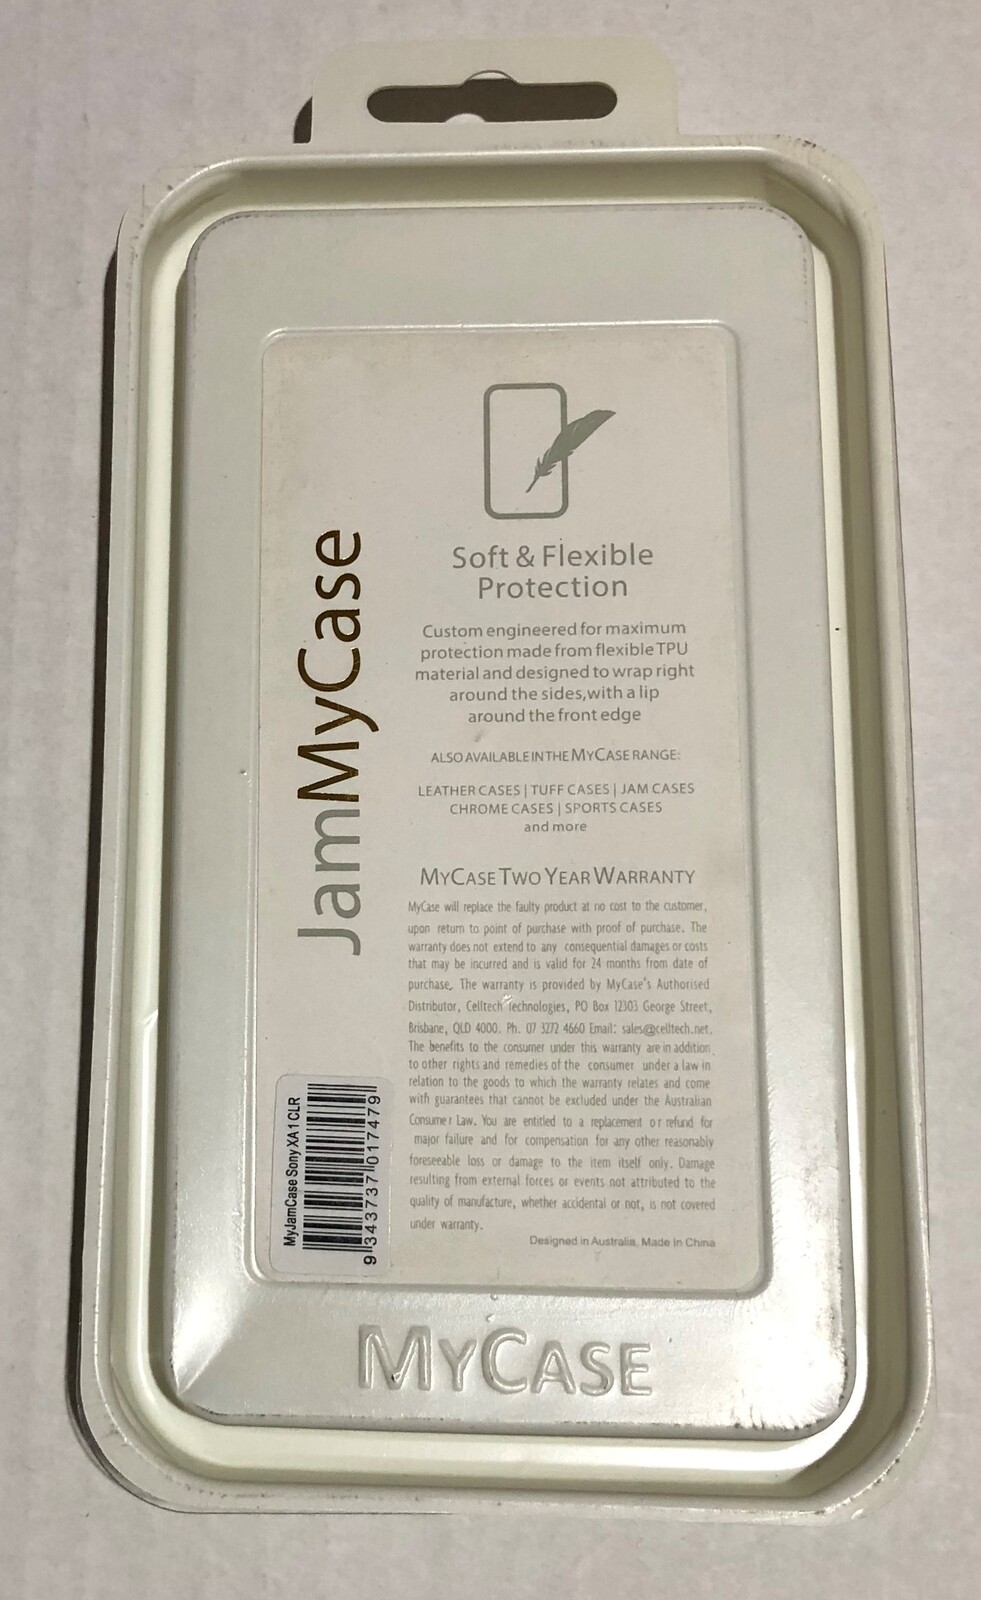 Soft & Flexible
Protection
Custom engineered for maximum
protection made from flexible TPU
material and designed to wrap right
around the sides, with a lip
around the front edge
ALSO AVAILABLE IN THE MYCASE RANGE:
LEATHER CASES | TUFF CASES | JAM CASES
CHROME CASES | SPORTS CASES
and more
MYCASE TWO YEAR WARRANTY
MyCase will replace the faulty product at no cost to the customer,
upon return to point of purchase with proof of purchase. The
warranty does not extend to any consequential damages or costs
that may be incurred and is valid for 24 months from date of
purchase. The warranty is provided by MyCase's Authorised
Distributor, Celltech Technologies, PO Box 12303 George Street,
Brisbane, QLD 4000. Ph. 07 3272 4660 Email: sales@celltech.net.
The benefits to the consumer under this warranty are in addition
to other rights and remedies of the consumer under a law in
relation to the goods to which the warranty relates and come
with guarantees that cannot be excluded under the Australian
Consumer Law. You are entitled to a replacement or refund for
major failure and for compensation for any other reasonably
foreseeable loss or damage to the item itself only. Damage
resulting from external forces or events not attributed to the
quality of manufacture, whether accidental or not, is not covered
under warranty.
Designed in Australia, Made In China
JamMyCase
MyJamCase Sony XA1 CLR
9 343737 017479
MYCASE